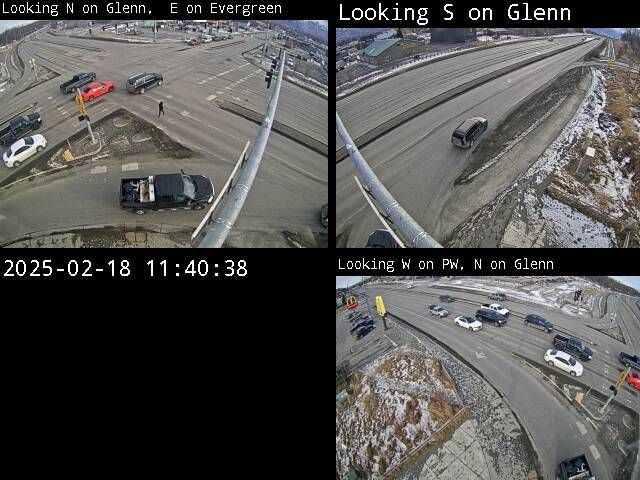 Looking N on Glenn, E on Evergreen
Looking S on Glenn
2025-02-18 11:40:38
Looking W on PW, N on Glenn